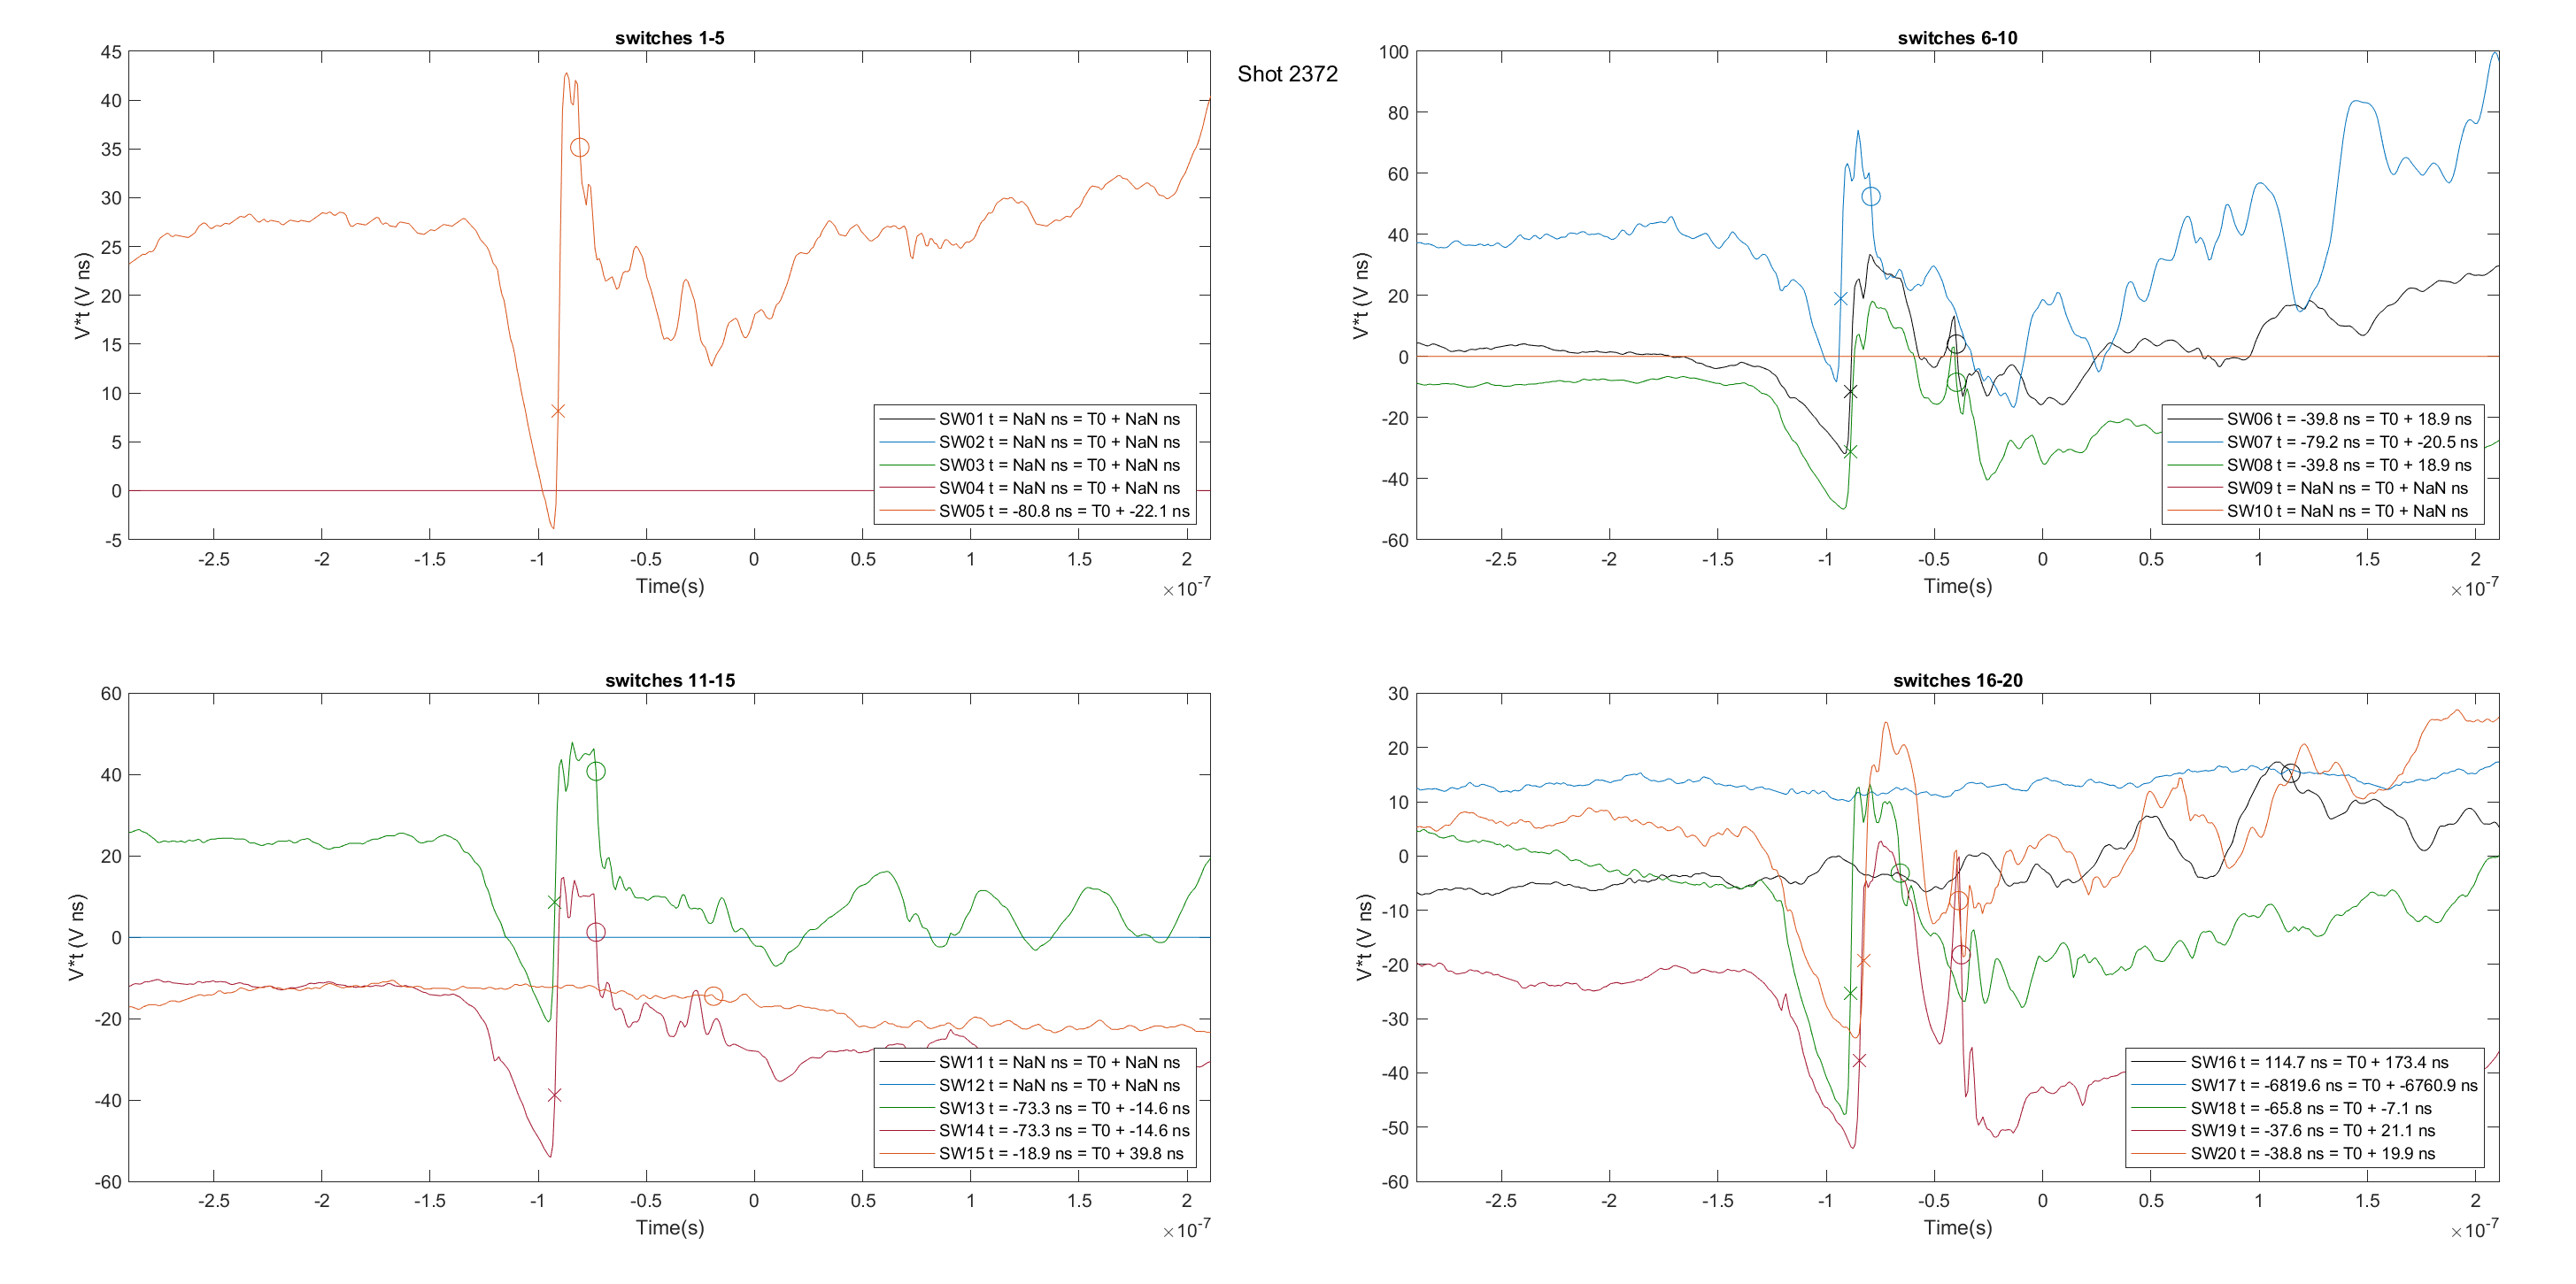 Shot 2372
switches 1-5
45
40
35
30
25
20
15
10
5
0
-5
V*t (V ns)
-2.5 -2 -1.5 -1 -0.5 0 0.5 1 1.5 2
Time(s)
×10-7
SW01 t = NaN ns = T0 + NaN ns
SW02 t = NaN ns = T0 + NaN ns
SW03 t = NaN ns = T0 + NaN ns
SW04 t = NaN ns = T0 + NaN ns
SW05 t = -80.8 ns = T0 + -22.1 ns
switches 6-10
100
80
60
40
20
0
-20
-40
-60
V*t (V ns)
-2.5 -2 -1.5 -1 -0.5 0 0.5 1 1.5 2
Time(s)
×10-7
SW06 t = -39.8 ns = T0 + 18.9 ns
SW07 t = -79.2 ns = T0 + -20.5 ns
SW08 t = -39.8 ns = T0 + 18.9 ns
SW09 t = NaN ns = T0 + NaN ns
SW10 t = NaN ns = T0 + NaN ns
switches 11-15
60
40
20
0
-20
-40
-60
V*t (V ns)
-2.5 -2 -1.5 -1 -0.5 0 0.5 1 1.5 2
Time(s)
×10-7
SW11 t = NaN ns = T0 + NaN ns
SW12 t = NaN ns = T0 + NaN ns
SW13 t = -73.3 ns = T0 + -14.6 ns
SW14 t = -73.3 ns = T0 + -14.6 ns
SW15 t = -18.9 ns = T0 + 39.8 ns
switches 16-20
30
20
10
0
-10
-20
-30
-40
-50
-60
V*t (V ns)
-2.5 -2 -1.5 -1 -0.5 0 0.5 1 1.5 2
Time(s)
×10-7
SW16 t = 114.7 ns = T0 + 173.4 ns
SW17 t = -6819.6 ns = T0 + -6760.9 ns
SW18 t = -65.8 ns = T0 + -7.1 ns
SW19 t = -37.6 ns = T0 + 21.1 ns
SW20 t = -38.8 ns = T0 + 19.9 ns